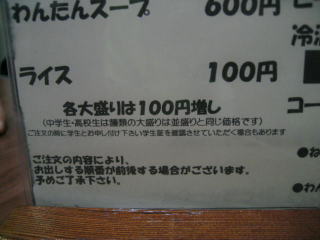 わんたんスープ 600円
ライス 100円
各大盛りは100円増し
(中学生・高校生は麺類の大盛りは並盛りと同じ価格です)
ご注文の時に学生とお申し付け下さい学生証を確認させていただく場合もあります
ご注文の内容により、
お出しする順番が前後する場合がございます。
予めご了承下さい。
冷
コー
●ね
●わん